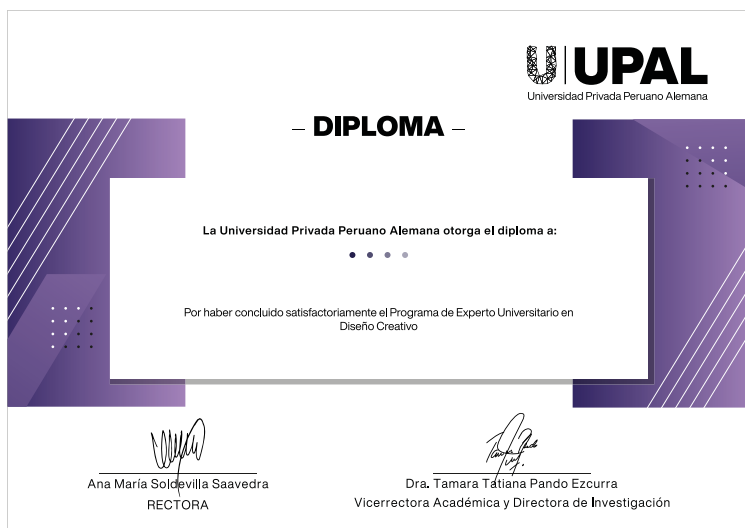 UPAL
Universidad Privada Peruano Alemana
– DIPLOMA –
La Universidad Privada Peruano Alemana otorga el diploma a:
Por haber concluido satisfactoriamente el Programa de Experto Universitario en
Diseño Creativo
Ana María Soldevilla Saavedra
RECTORA
Dra. Tamara Tatiana Pando Ezcurra
Vicerrectora Académica y Directora de Investigación